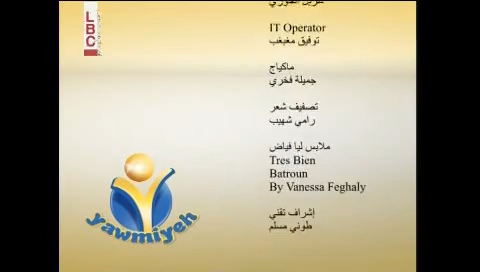 LBC
IT Operator
توفيق مغبغب
ماكياج
جميلة فخري
تصفيف شعر
رامي شهيب
ملابس ليا فياض
Tres Bien
Batroun
By Vanessa Feghaly
إشراف تقني
طوني مسلم
yawmiyeh